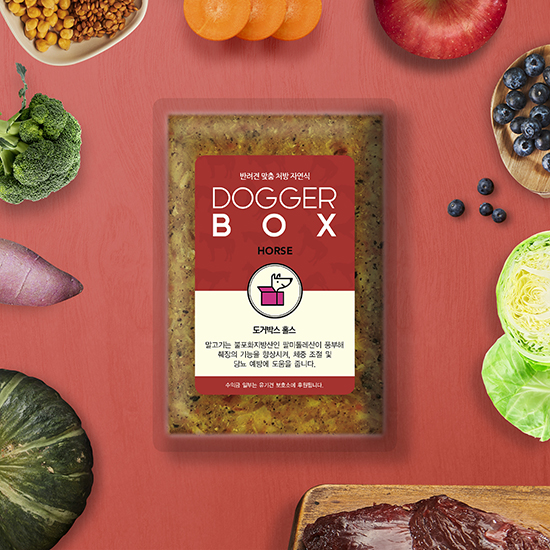 반려견 맞춤 처방 자연식
DOGGER
BOX
HORSE
도거박스 홀스
말고기는 불포화지방산인 팔미톨레산이 풍부해
췌장의 기능을 향상시켜, 체중 조절 및
당뇨 예방에 도움을 줍니다.
수익금 일부는 유기견 보호소에 후원됩니다.